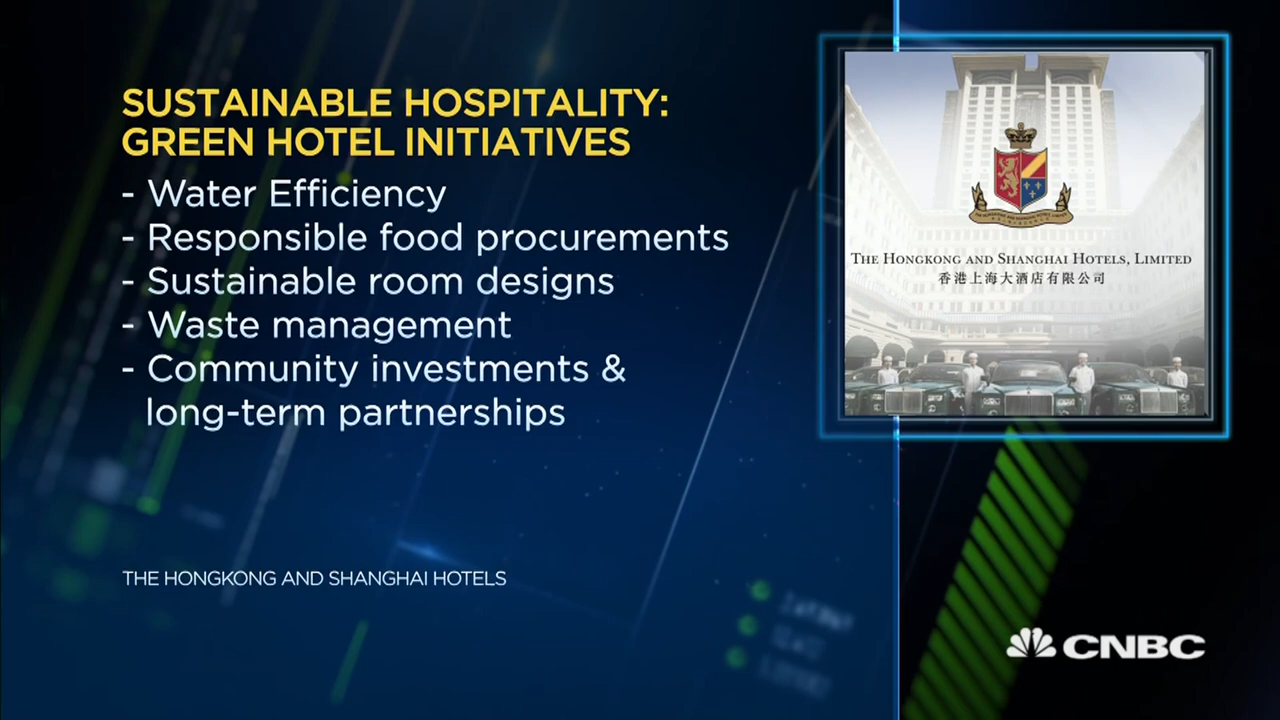 SUSTAINABLE HOSPITALITY:
GREEN HOTEL INITIATIVES
- Water Efficiency
- Responsible food procurements
- Sustainable room designs
- Waste management
- Community investments &
long-term partnerships
THE HONGKONG AND SHANGHAI HOTELS
THE HONGKONG AND SHANGHAI HOTELS, LIMITED
香港上海大酒店有限公司
CNBC